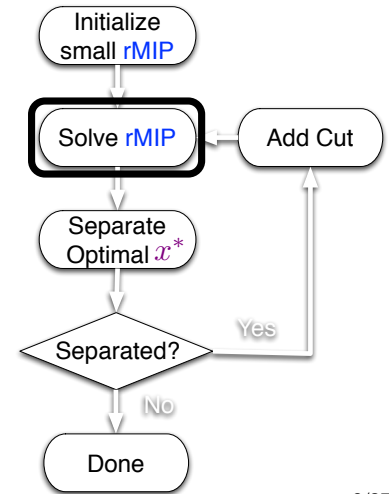 Initialize
small rMIP
Solve rMIP
Add Cut
Separate
Optimal x*
Separated?
Yes
No
Done